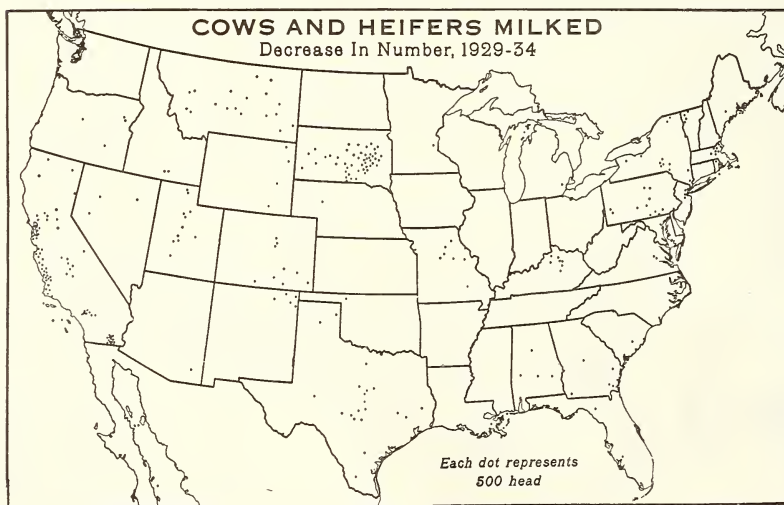 COWS AND HEIFERS MILKED
Decrease In Number, 1929-34
Each dot represents
500 head